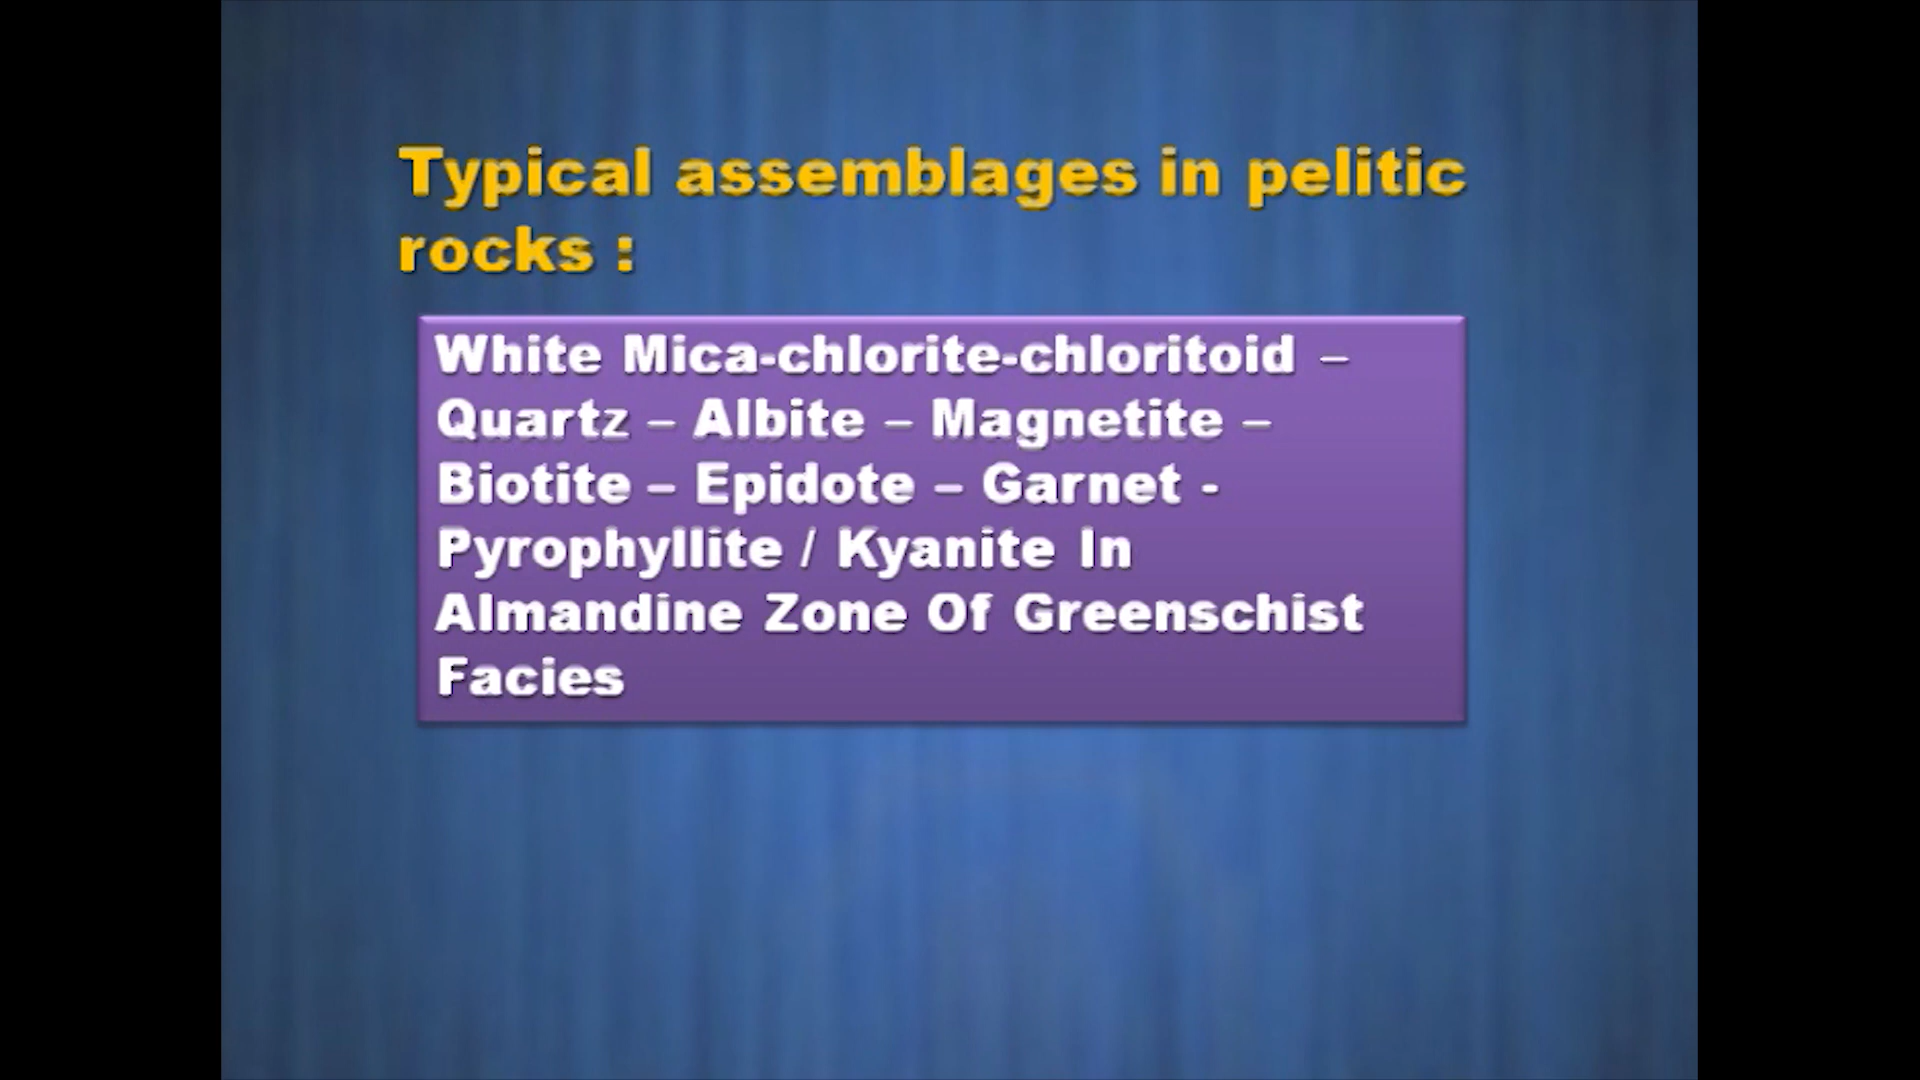 Typical assemblages in pelitic
rocks :
White Mica-chlorite-chloritoid –
Quartz – Albite – Magnetite –
Biotite – Epidote – Garnet -
Pyrophyllite / Kyanite In
Almandine Zone Of Greenschist
Facies